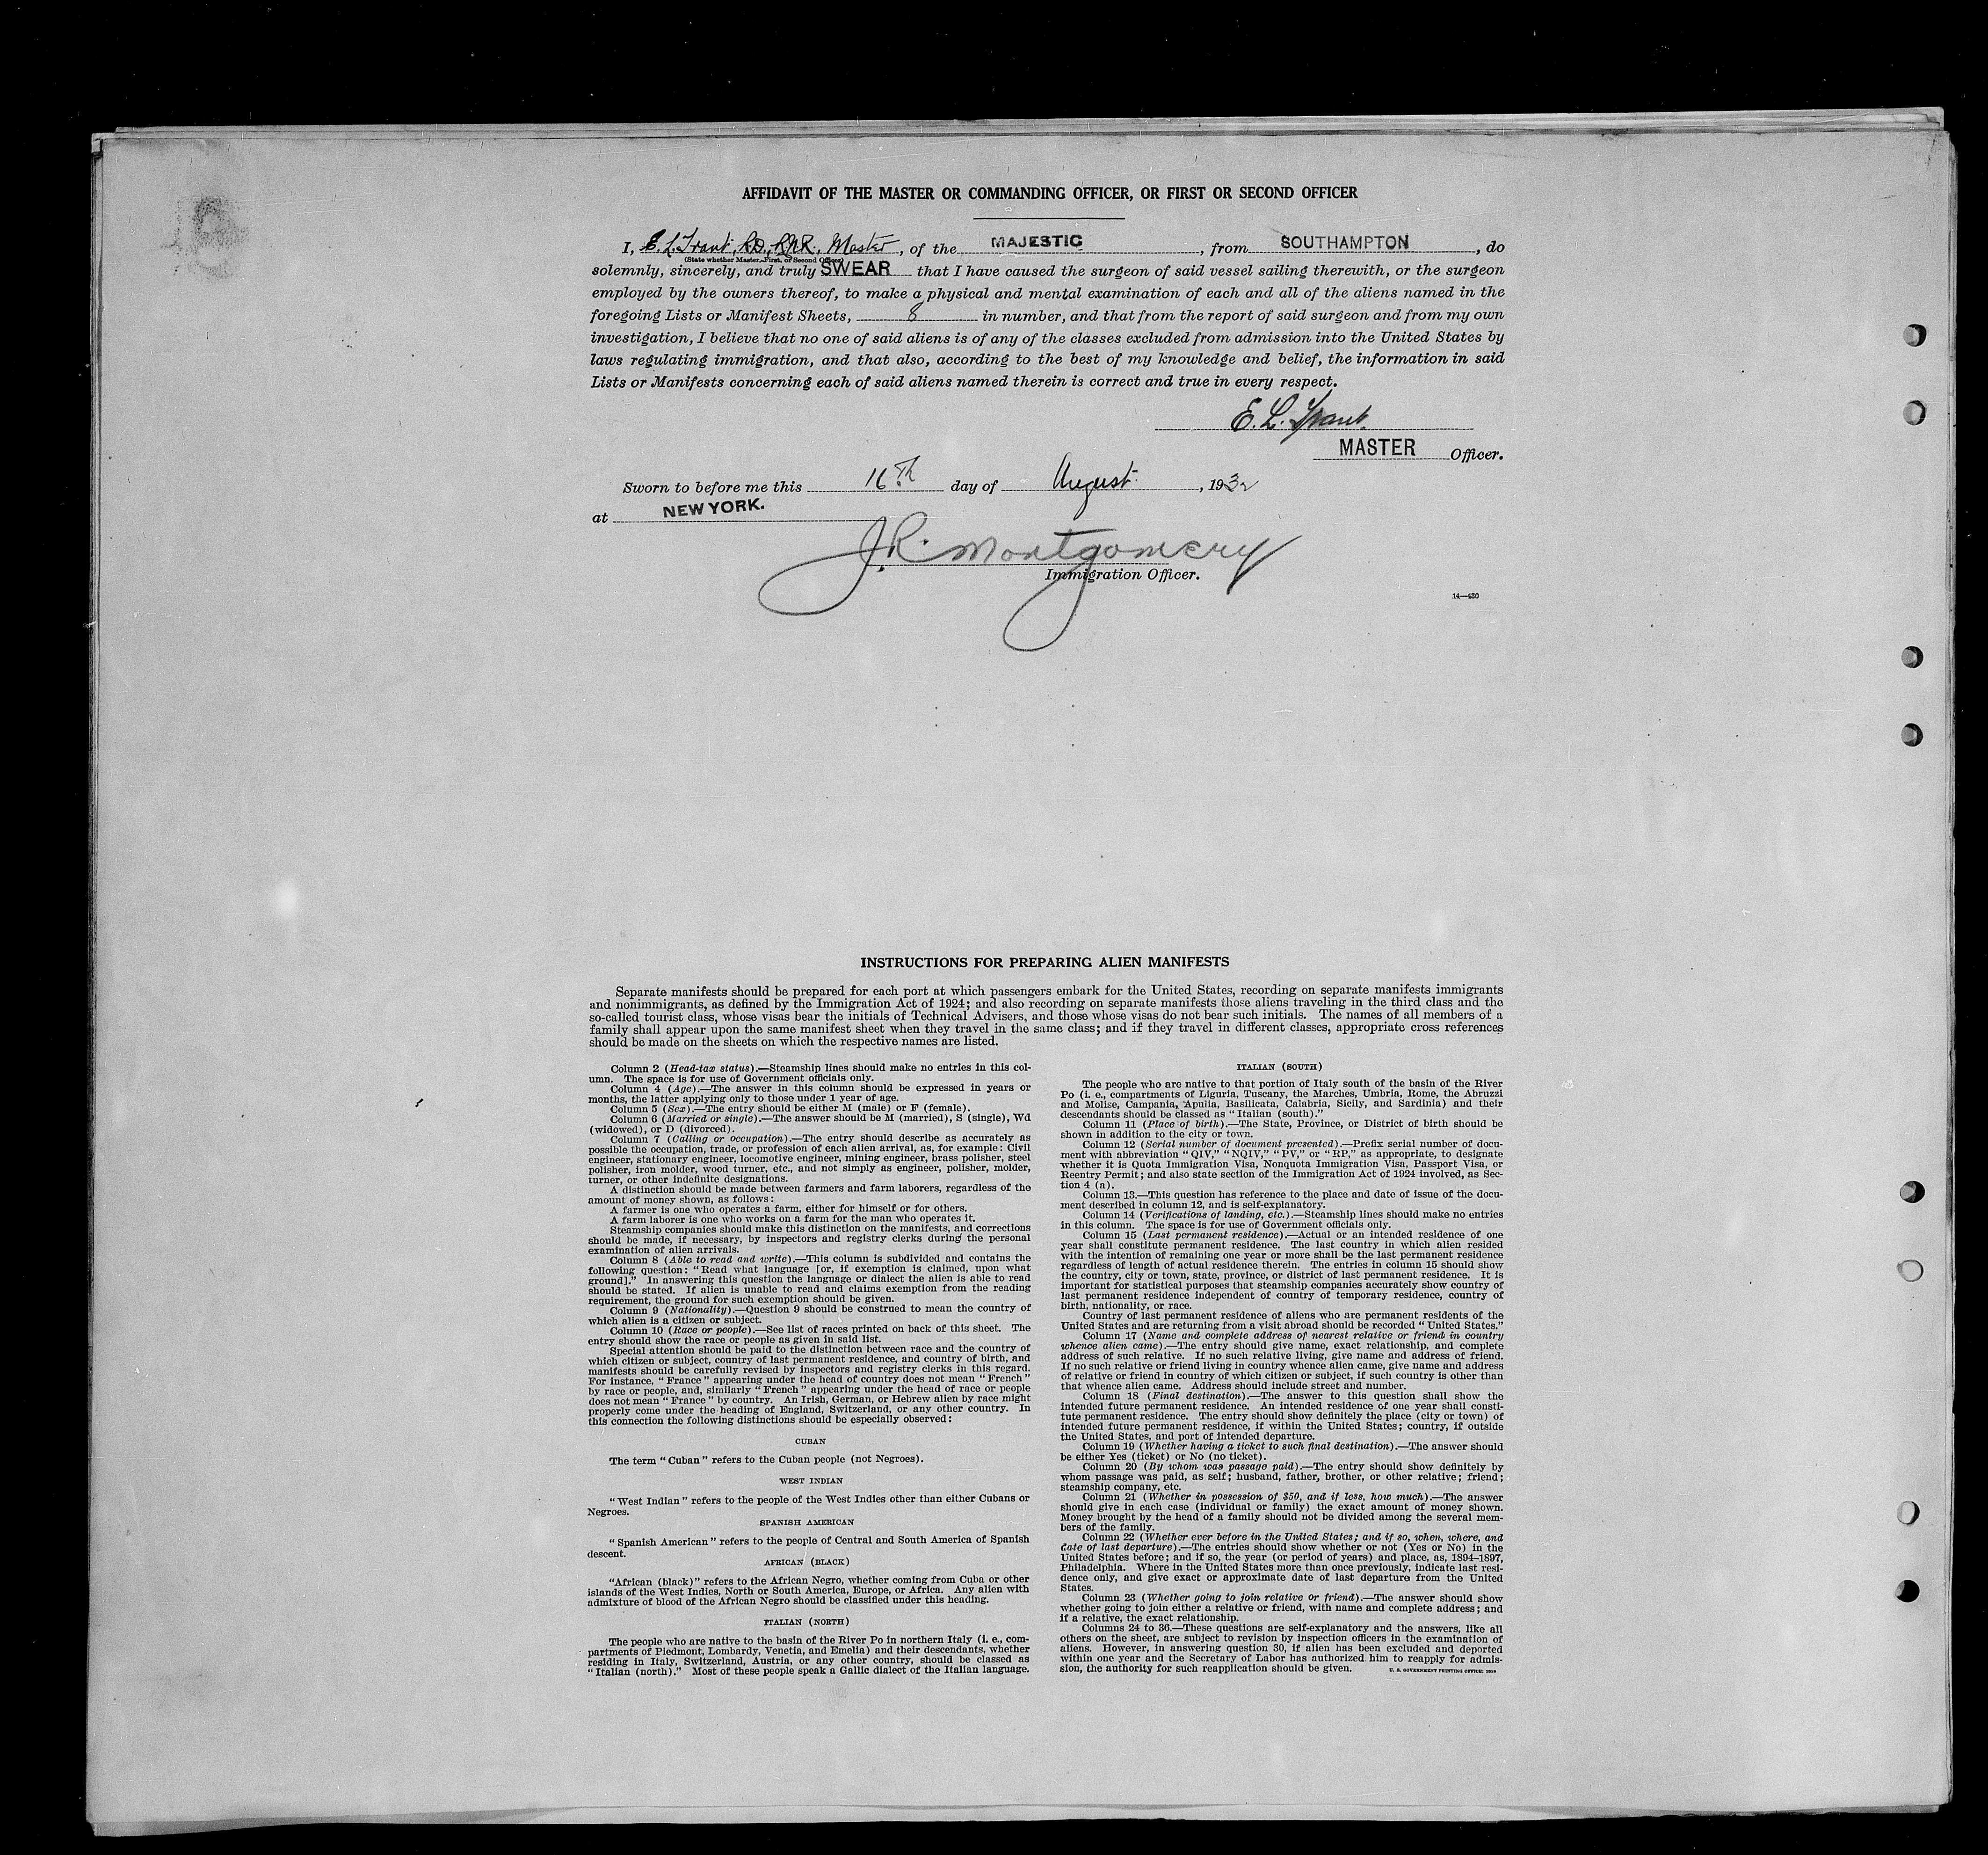 AFFIDAVIT OF THE MASTER OR COMMANDING OFFICER, OR FIRST OR SECOND OFFICER
I, E. L. Trant, RD., RNR., Master, of the MAJESTIC, from SOUTHAMPTON, do
(State whether Master, First, or Second Officer)
solemnly, sincerely, and truly SWEAR that I have caused the surgeon of said vessel sailing therewith, or the surgeon
employed by the owners thereof, to make a physical and mental examination of each and all of the aliens named in the
foregoing Lists or Manifest Sheets, 8 in number, and that from the report of said surgeon and from my own
investigation, I believe that no one of said aliens is of any of the classes excluded from admission into the United States by
laws regulating immigration, and that also, according to the best of my knowledge and belief, the information in said
Lists or Manifests concerning each of said aliens named therein is correct and true in every respect.
E. L. Trant.
MASTER Officer.
Sworn to before me this 16th day of August, 1932
at NEW YORK.
J. R. Montgomery
Immigration Officer.
14—430
INSTRUCTIONS FOR PREPARING ALIEN MANIFESTS
Separate manifests should be prepared for each port at which passengers embark for the United States, recording on separate manifests immigrants
and nonimmigrants, as defined by the Immigration Act of 1924; and also recording on separate manifests those aliens traveling in the third class and the
so-called tourist class, whose visas bear the initials of Technical Advisers, and those whose visas do not bear such initials. The names of all members of a
family shall appear upon the same manifest sheet when they travel in the same class; and if they travel in different classes, appropriate cross references
should be made on the sheets on which the respective names are listed.
Column 2 (Head-tax status).—Steamship lines should make no entries in this col-
umn. The space is for use of Government officials only.
Column 4 (Age).—The answer in this column should be expressed in years or
months, the latter applying only to those under 1 year of age.
Column 5 (Sex).—The entry should be either M (male) or F (female).
Column 6 (Married or single).—The answer should be M (married), S (single), Wd
(widowed), or D (divorced).
Column 7 (Calling or occupation).—The entry should describe as accurately as
possible the occupation, trade, or profession of each alien arrival, as, for example: Civil
engineer, stationary engineer, locomotive engineer, mining engineer, brass polisher, steel
polisher, iron molder, wood turner, etc., and not simply as engineer, polisher, molder,
turner, or other indefinite designations.
A distinction should be made between farmers and farm laborers, regardless of the
amount of money shown, as follows:
A farmer is one who operates a farm, either for himself or for others.
A farm laborer is one who works on a farm for the man who operates it.
Steamship companies should make this distinction on the manifests, and corrections
should be made, if necessary, by inspectors and registry clerks during the personal
examination of alien arrivals.
Column 8 (Able to read and write).—This column is subdivided and contains the
following question: "Read what language [or, if exemption is claimed, upon what
ground]." In answering this question the language or dialect the alien is able to read
should be stated. If alien is unable to read and claims exemption from the reading
requirement, the ground for such exemption should be given.
Column 9 (Nationality).—Question 9 should be construed to mean the country of
which alien is a citizen or subject.
Column 10 (Race or people).—See list of races printed on back of this sheet. The
entry should show the race or people as given in said list.
Special attention should be paid to the distinction between race and the country of
which citizen or subject, country of last permanent residence, and country of birth, and
manifests should be carefully revised by inspectors and registry clerks in this regard.
For instance, "France" appearing under the head of country does not mean "French"
by race or people, and, similarly "French" appearing under the head of race or people
does not mean "France" by country. An Irish, German, or Hebrew alien by race might
properly come under the heading of England, Switzerland, or any other country. In
this connection the following distinctions should be especially observed:
CUBAN
The term "Cuban" refers to the Cuban people (not Negroes).
WEST INDIAN
"West Indian" refers to the people of the West Indies other than either Cubans or
Negroes.
SPANISH AMERICAN
"Spanish American" refers to the people of Central and South America of Spanish
descent.
AFRICAN (BLACK)
"African (black)" refers to the African Negro, whether coming from Cuba or other
islands of the West Indies, North or South America, Europe, or Africa. Any alien with
admixture of blood of the African Negro should be classified under this heading.
ITALIAN (NORTH)
The people who are native to the basin of the River Po in northern Italy (i. e., com-
partments of Piedmont, Lombardy, Venetia, and Emelia) and their descendants, whether
residing in Italy, Switzerland, Austria, or any other country, should be classed as
"Italian (north)." Most of these people speak a Gallic dialect of the Italian language.
ITALIAN (SOUTH)
The people who are native to that portion of Italy south of the basin of the River
Po (i. e., compartments of Liguria, Tuscany, the Marches, Umbria, Rome, the Abruzzi
and Molise, Campania, Apulia, Basilicata, Calabria, Sicily, and Sardinia) and their
descendants should be classed as "Italian (south)."
Column 11 (Place of birth).—The State, Province, or District of birth should be
shown in addition to the city or town.
Column 12 (Serial number of document presented).—Prefix serial number of docu-
ment with abbreviation "QIV," "NQIV," "PV," or "RP," as appropriate, to designate
whether it is Quota Immigration Visa, Nonquota Immigration Visa, Passport Visa, or
Reentry Permit; and also state section of the Immigration Act of 1924 involved, as Sec-
tion 4 (a).
Column 13.—This question has reference to the place and date of issue of the docu-
ment described in column 12, and is self-explanatory.
Column 14 (Verifications of landing, etc.).—Steamship lines should make no entries
in this column. The space is for use of Government officials only.
Column 15 (Last permanent residence).—Actual or an intended residence of one
year shall constitute permanent residence. The last country in which alien resided
with the intention of remaining one year or more shall be the last permanent residence
regardless of length of actual residence therein. The entries in column 15 should show
the country, city or town, state, province, or district of last permanent residence. It is
important for statistical purposes that steamship companies accurately show country of
last permanent residence independent of country of temporary residence, country of
birth, nationality, or race.
Country of last permanent residence of aliens who are permanent residents of the
United States and are returning from a visit abroad should be recorded "United States."
Column 17 (Name and complete address of nearest relative or friend in country
whence alien came).—The entry should give name, exact relationship, and complete
address of such relative. If no such relative living, give name and address of friend.
If no such relative or friend living in country whence alien came, give name and address
of relative or friend in country of which citizen or subject, if such country is other than
that whence alien came. Address should include street and number.
Column 18 (Final destination).—The answer to this question shall show the
intended future permanent residence. An intended residence of one year shall consti-
tute permanent residence. The entry should show definitely the place (city or town) of
intended future permanent residence, if within the United States; country, if outside
the United States, and port of intended departure.
Column 19 (Whether having a ticket to such final destination).—The answer should
be either Yes (ticket) or No (no ticket).
Column 20 (By whom was passage paid).—The entry should show definitely by
whom passage was paid, as self; husband, father, brother, or other relative; friend;
steamship company, etc.
Column 21 (Whether in possession of $50, and if less, how much).—The answer
should give in each case (individual or family) the exact amount of money shown.
Money brought by the head of a family should not be divided among the several mem-
bers of the family.
Column 22 (Whether ever before in the United States; and if so, when, where, and
date of last departure).—The entries should show whether or not (Yes or No) in the
United States before; and if so, the year (or period of years) and place, as, 1894–1897,
Philadelphia. Where in the United States more than once previously, indicate last resi-
dence only, and give exact or approximate date of last departure from the United
States.
Column 23 (Whether going to join relative or friend).—The answer should show
whether going to join either a relative or friend, with name and complete address; and
if a relative, the exact relationship.
Columns 24 to 36.—These questions are self-explanatory and the answers, like all
others on the sheet, are subject to revision by inspection officers in the examination of
aliens. However, in answering question 30, if alien has been excluded and deported
within one year and the Secretary of Labor has authorized him to reapply for admis-
sion, the authority for such reapplication should be given.
U. S. GOVERNMENT PRINTING OFFICE: